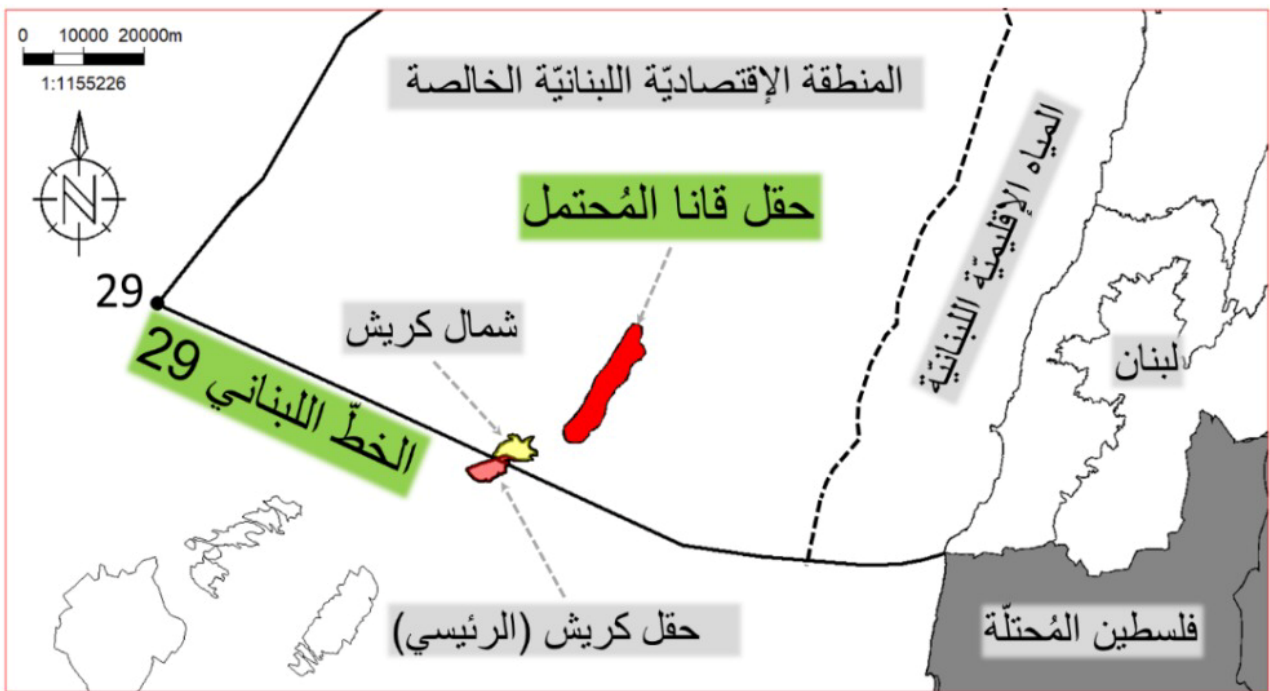 0 10000 20000m
1:1155226
المنطقة الإقتصاديّة اللبنانيّة الخالصة
المياه الإقليميّة اللبنانيّة
حقل قانا المُحتمل
N
29
شمال كريش
الخطّ اللبناني 29
لبنان
حقل كريش (الرئيسي)
فلسطين المُحتلّة